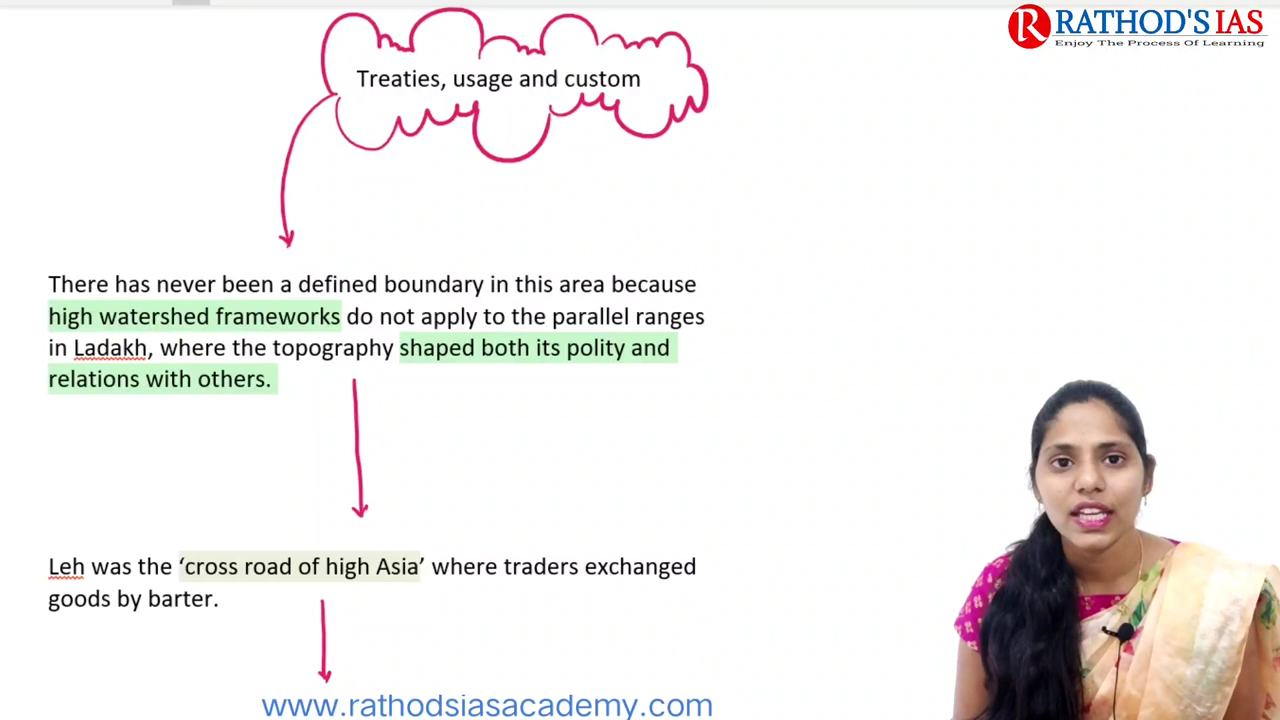 RATHOD'S IAS
Enjoy The Process Of Learning
Treaties, usage and custom
There has never been a defined boundary in this area because
high watershed frameworks do not apply to the parallel ranges
in Ladakh, where the topography shaped both its polity and
relations with others.
Leh was the ‘cross road of high Asia’ where traders exchanged
goods by barter.
www.rathodsiasacademy.com